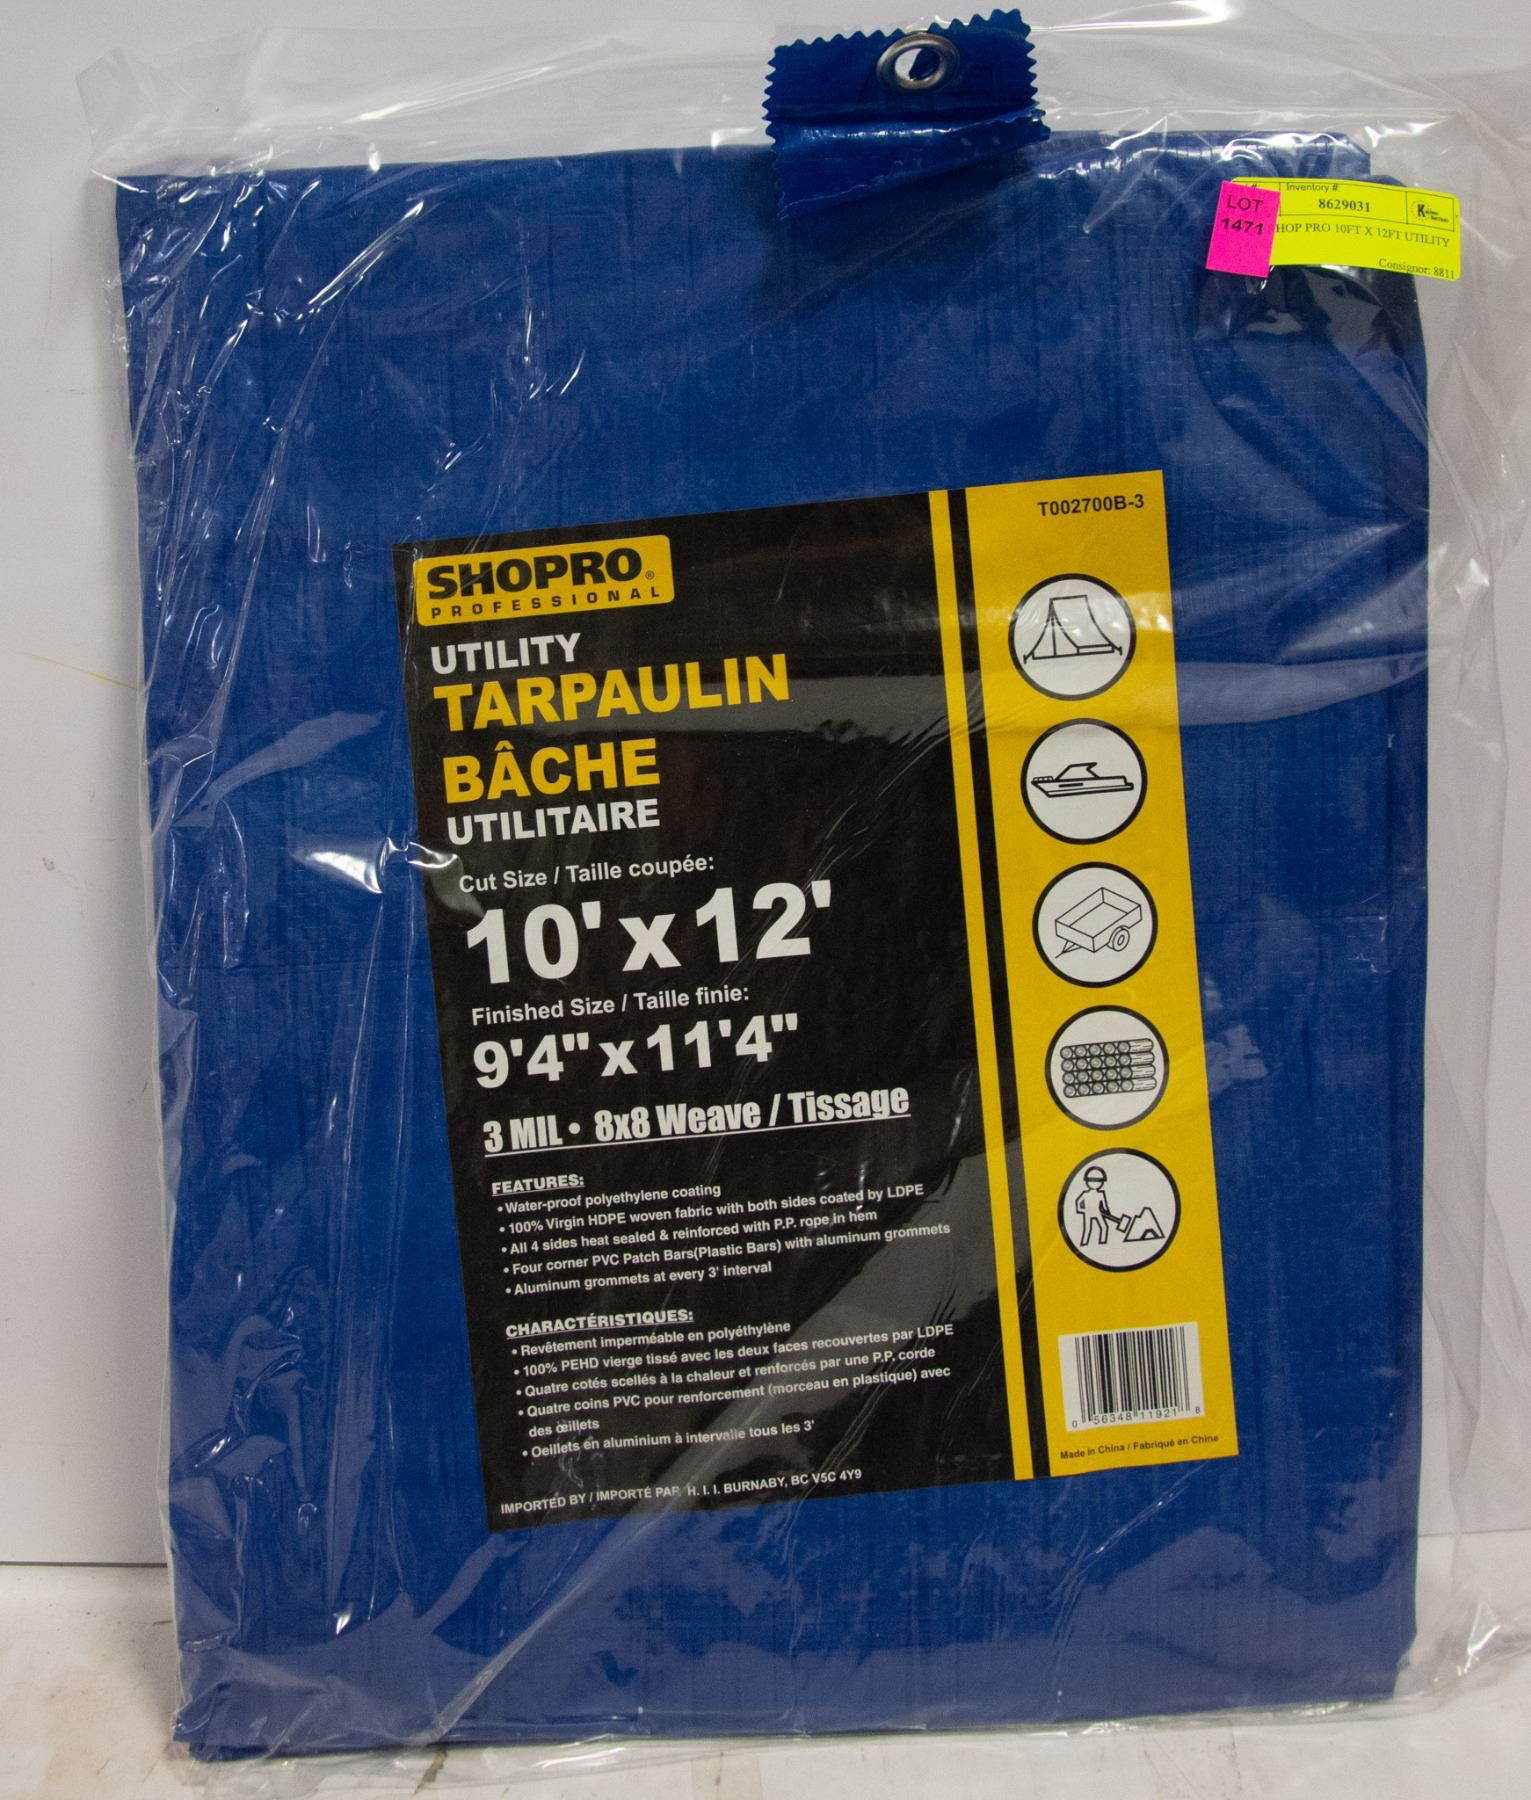 Inventory #:
8629031
LOT
1471
HOP PRO 10FT X 12FT UTILITY
Consignor: 8811
T002700B-3
SHOPRO®
PROFESSIONAL
UTILITY
TARPAULIN
BÂCHE
UTILITAIRE
Cut Size / Taille coupée:
10' x 12'
Finished Size / Taille finie:
9'4" x 11'4"
3 MIL • 8x8 Weave / Tissage
FEATURES:
• Water-proof polyethylene coating
• 100% Virgin HDPE woven fabric with both sides coated by LDPE
• All 4 sides heat sealed & reinforced with P.P. rope in hem
• Four corner PVC Patch Bars(Plastic Bars) with aluminum grommets
• Aluminum grommets at every 3' interval
CHARACTÉRISTIQUES:
• Revêtement imperméable en polyéthylène
• 100% PEHD vierge tissé avec les deux faces recouvertes par LDPE
• Quatre cotés scellés à la chaleur et renforcés par une P.P. corde
• Quatre coins PVC pour renforcement (morceau en plastique) avec
des œillets
• Oeillets en aluminium à intervalle tous les 3'
IMPORTED BY / IMPORTÉ PAR H. I. I. BURNABY, BC V5C 4Y9
0 56348 11921 8
Made in China / Fabriqué en Chine